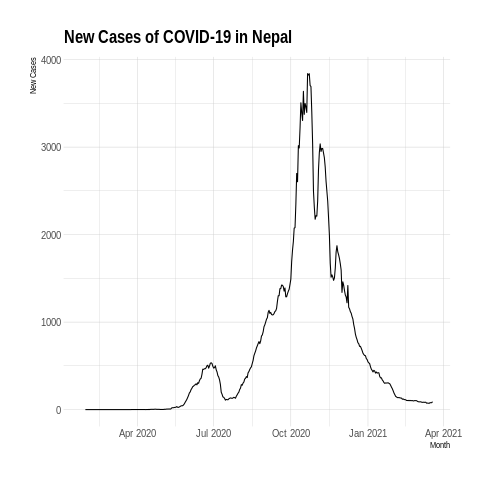 New Cases of COVID-19 in Nepal
New Cases
4000
3000
2000
1000
0
Apr 2020 Jul 2020 Oct 2020 Jan 2021 Apr 2021
Month